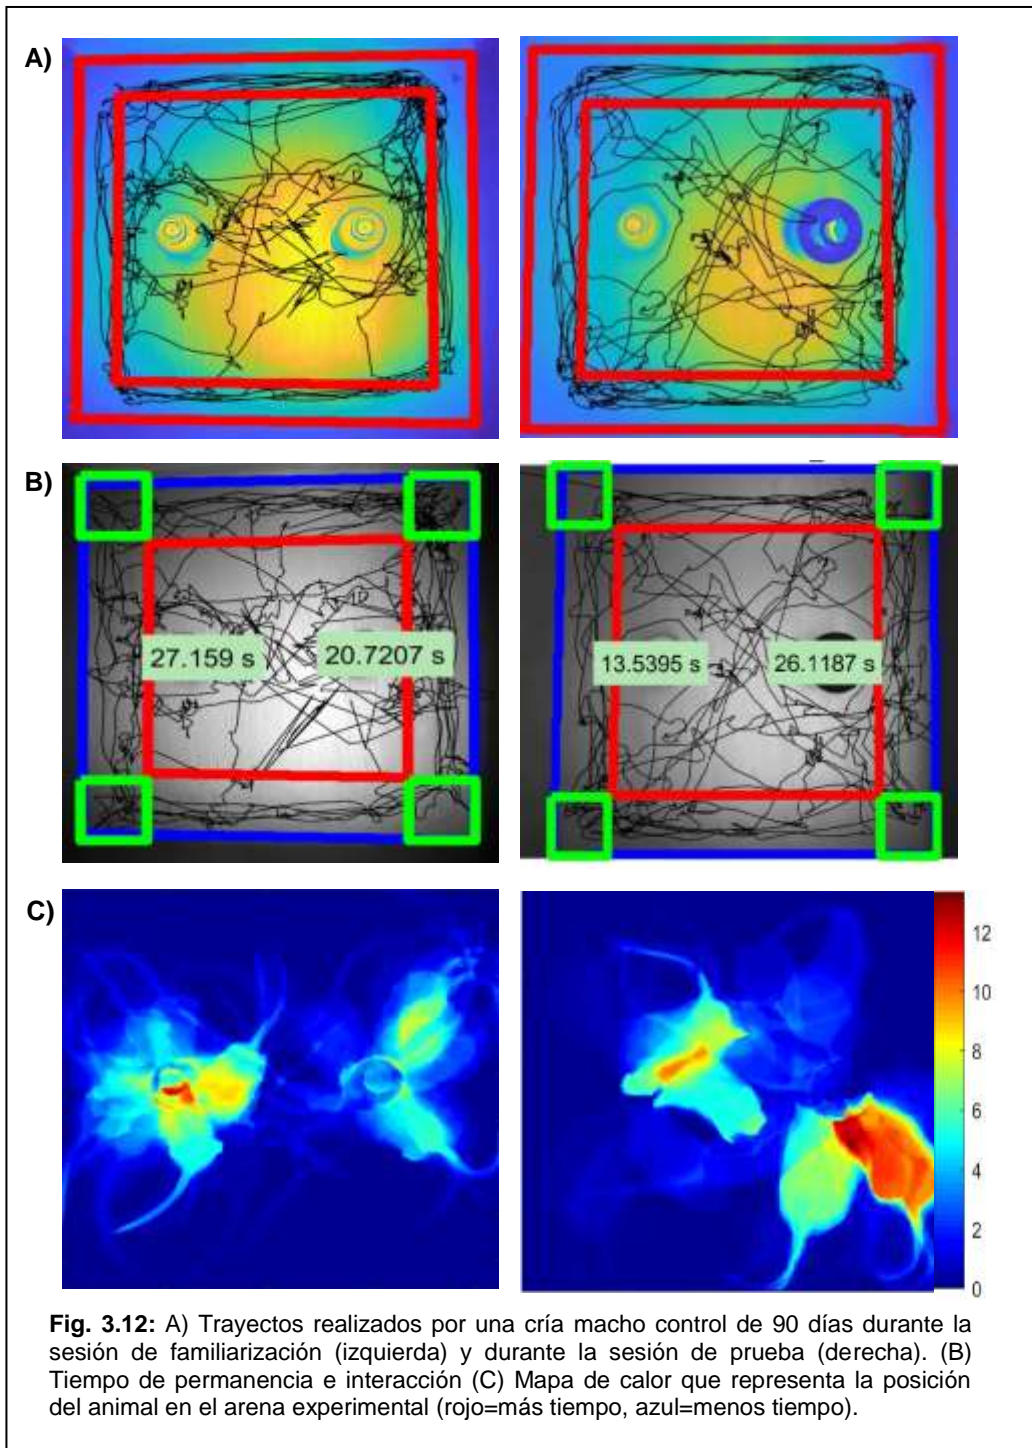 A)
B)
27.159 s 20.7207 s 13.5395 s 26.1187 s
C)
12
10
8
6
4
2
0
Fig. 3.12: A) Trayectos realizados por una cría macho control de 90 días durante la
sesión de familiarización (izquierda) y durante la sesión de prueba (derecha). (B)
Tiempo de permanencia e interacción (C) Mapa de calor que representa la posición
del animal en el arena experimental (rojo=más tiempo, azul=menos tiempo).